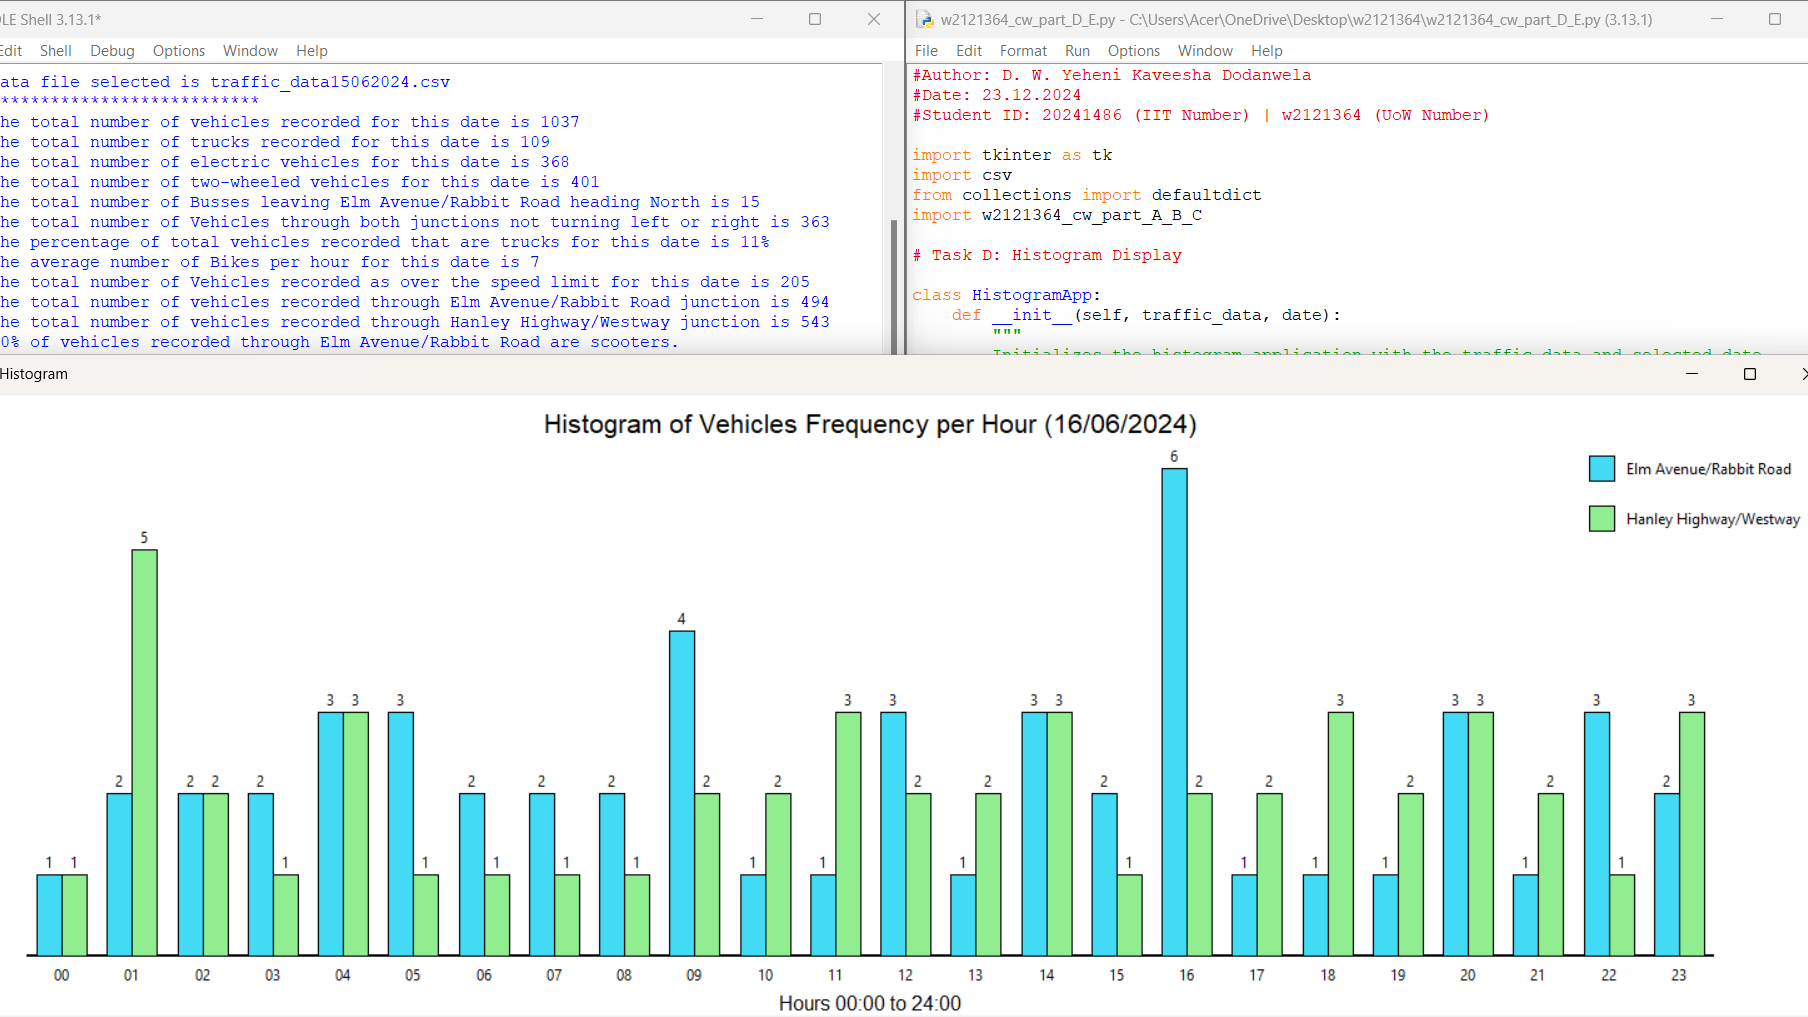 LE Shell 3.13.1*
Edit Shell Debug Options Window Help
ata file selected is traffic_data15062024.csv
**************************
he total number of vehicles recorded for this date is 1037
he total number of trucks recorded for this date is 109
he total number of electric vehicles for this date is 368
he total number of two-wheeled vehicles for this date is 401
he total number of Busses leaving Elm Avenue/Rabbit Road heading North is 15
he total number of Vehicles through both junctions not turning left or right is 363
he percentage of total vehicles recorded that are trucks for this date is 11%
he average number of Bikes per hour for this date is 7
he total number of Vehicles recorded as over the speed limit for this date is 205
he total number of vehicles recorded through Elm Avenue/Rabbit Road junction is 494
he total number of vehicles recorded through Hanley Highway/Westway junction is 543
0% of vehicles recorded through Elm Avenue/Rabbit Road are scooters.
w2121364_cw_part_D_E.py - C:\Users\Acer\OneDrive\Desktop\w2121364\w2121364_cw_part_D_E.py (3.13.1)
File Edit Format Run Options Window Help
#Author: D. W. Yeheni Kaveesha Dodanwela
#Date: 23.12.2024
#Student ID: 20241486 (IIT Number) | w2121364 (UoW Number)
import tkinter as tk
import csv
from collections import defaultdict
import w2121364_cw_part_A_B_C
# Task D: Histogram Display
class HistogramApp:
def __init__(self, traffic_data, date):
"""
Initializes the histogram application with the traffic data and selected date
Histogram
Histogram of Vehicles Frequency per Hour (16/06/2024)
Elm Avenue/Rabbit Road
Hanley Highway/Westway
1 1 2 5 2 2 2 1 3 3 3 1 2 1 2 1 2 1 4 2 1 2 1 3 3 2 1 2 3 3 2 1 6 2 1 2 1 3 1 2 3 3 1 2 3 1 2 3
00 01 02 03 04 05 06 07 08 09 10 11 12 13 14 15 16 17 18 19 20 21 22 23
Hours 00:00 to 24:00